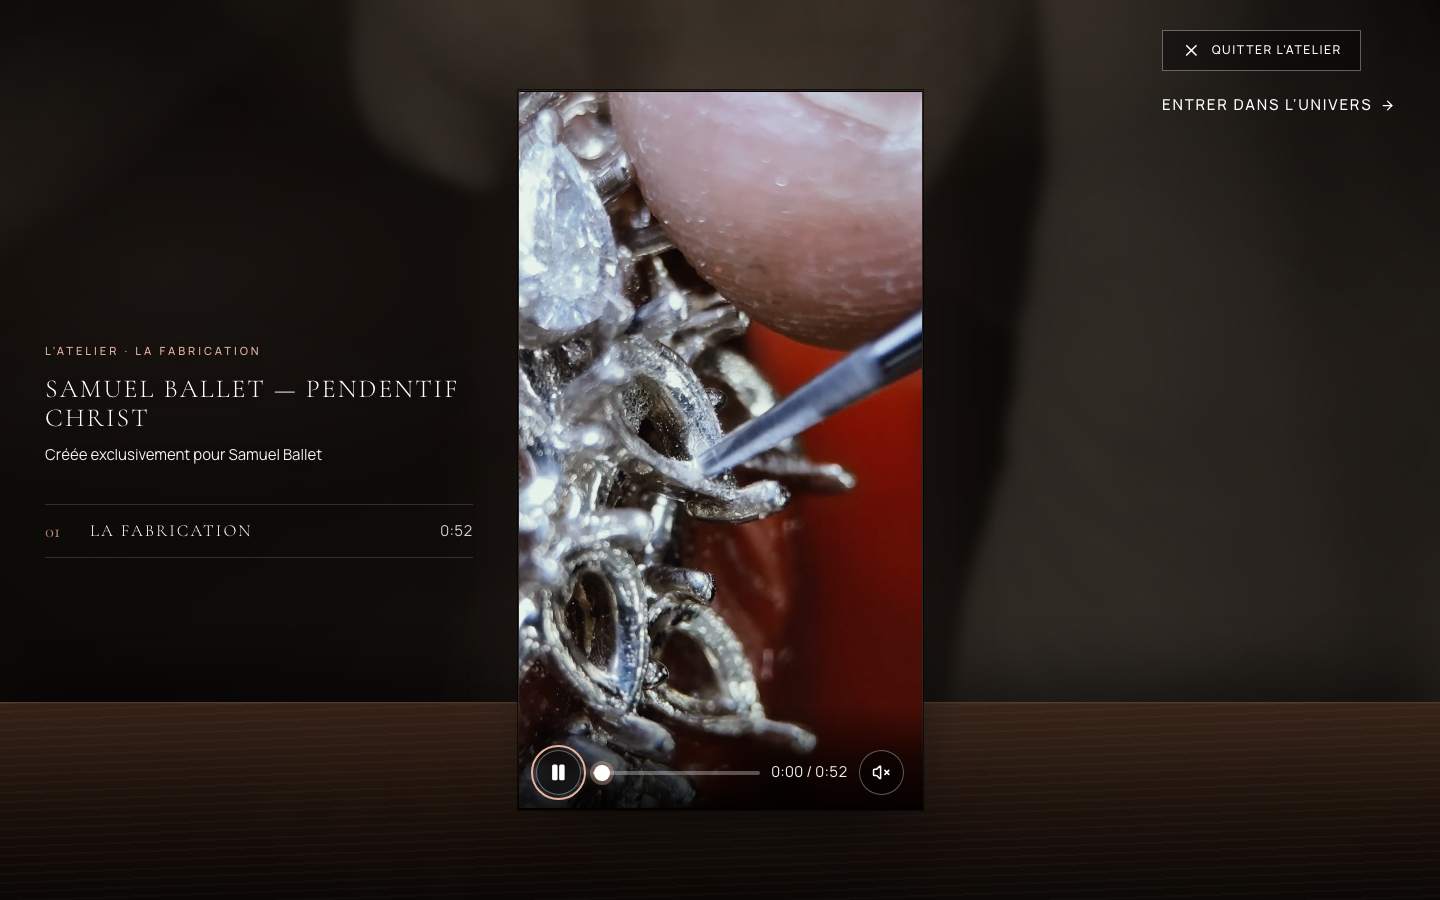 QUITTER L'ATELIER
ENTRER DANS L'UNIVERS →
L'ATELIER · LA FABRICATION
SAMUEL BALLET — PENDENTIF
CHRIST
Créée exclusivement pour Samuel Ballet
01 LA FABRICATION 0:52
0:00 / 0:52